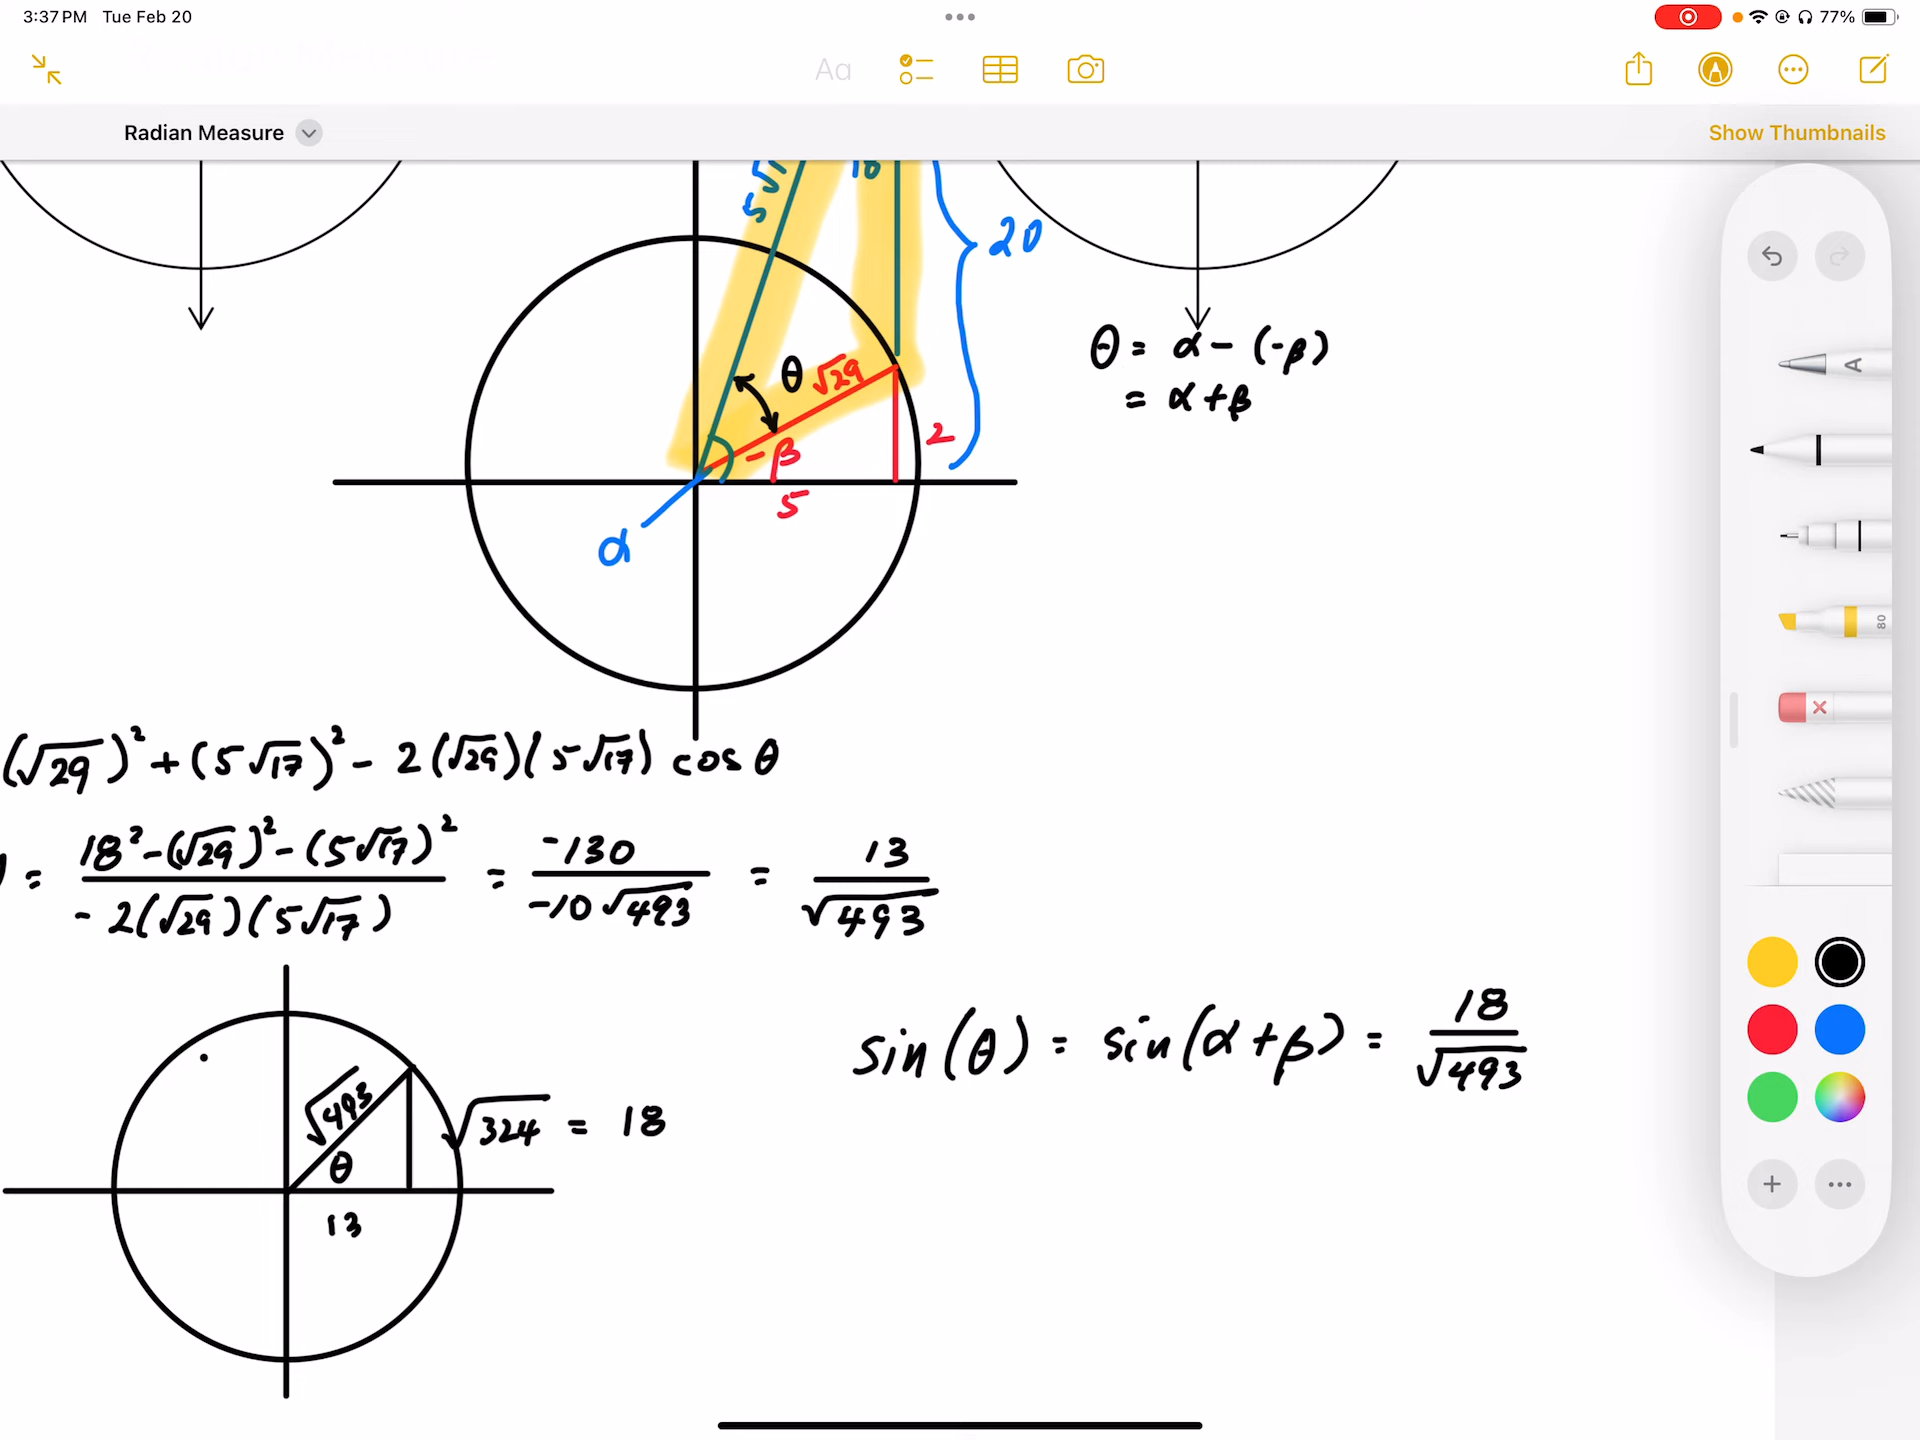 3:37 PM Tue Feb 20
77%
Aa
Radian Measure
Show Thumbnails
20
θ √29
2
-β
5
α
θ = α - (-β)
= α + β
(√29)² + (5√17)² - 2(√29)(5√17) cos θ
= (18² - (√29)² - (5√17)²) / (-2(√29)(5√17)) = -130 / (-10√493) = 13 / √493
sin(θ) = sin(α + β) = 18 / √493
√493
√324 = 18
θ
13
A
80